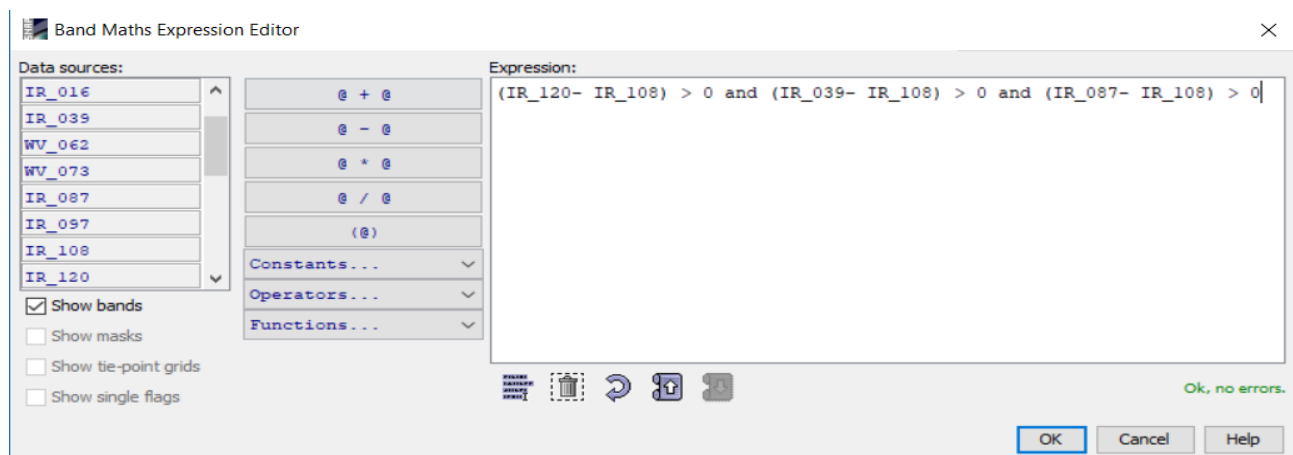 Band Maths Expression Editor
Data sources:
IR_016
IR_039
WV_062
WV_073
IR_087
IR_097
IR_108
IR_120
Show bands
Show masks
Show tie-point grids
Show single flags
@ + @
@ - @
@ * @
@ / @
(@)
Constants...
Operators...
Functions...
Expression:
(IR_120- IR_108) > 0 and (IR_039- IR_108) > 0 and (IR_087- IR_108) > 0
Ok, no errors.
OK
Cancel
Help